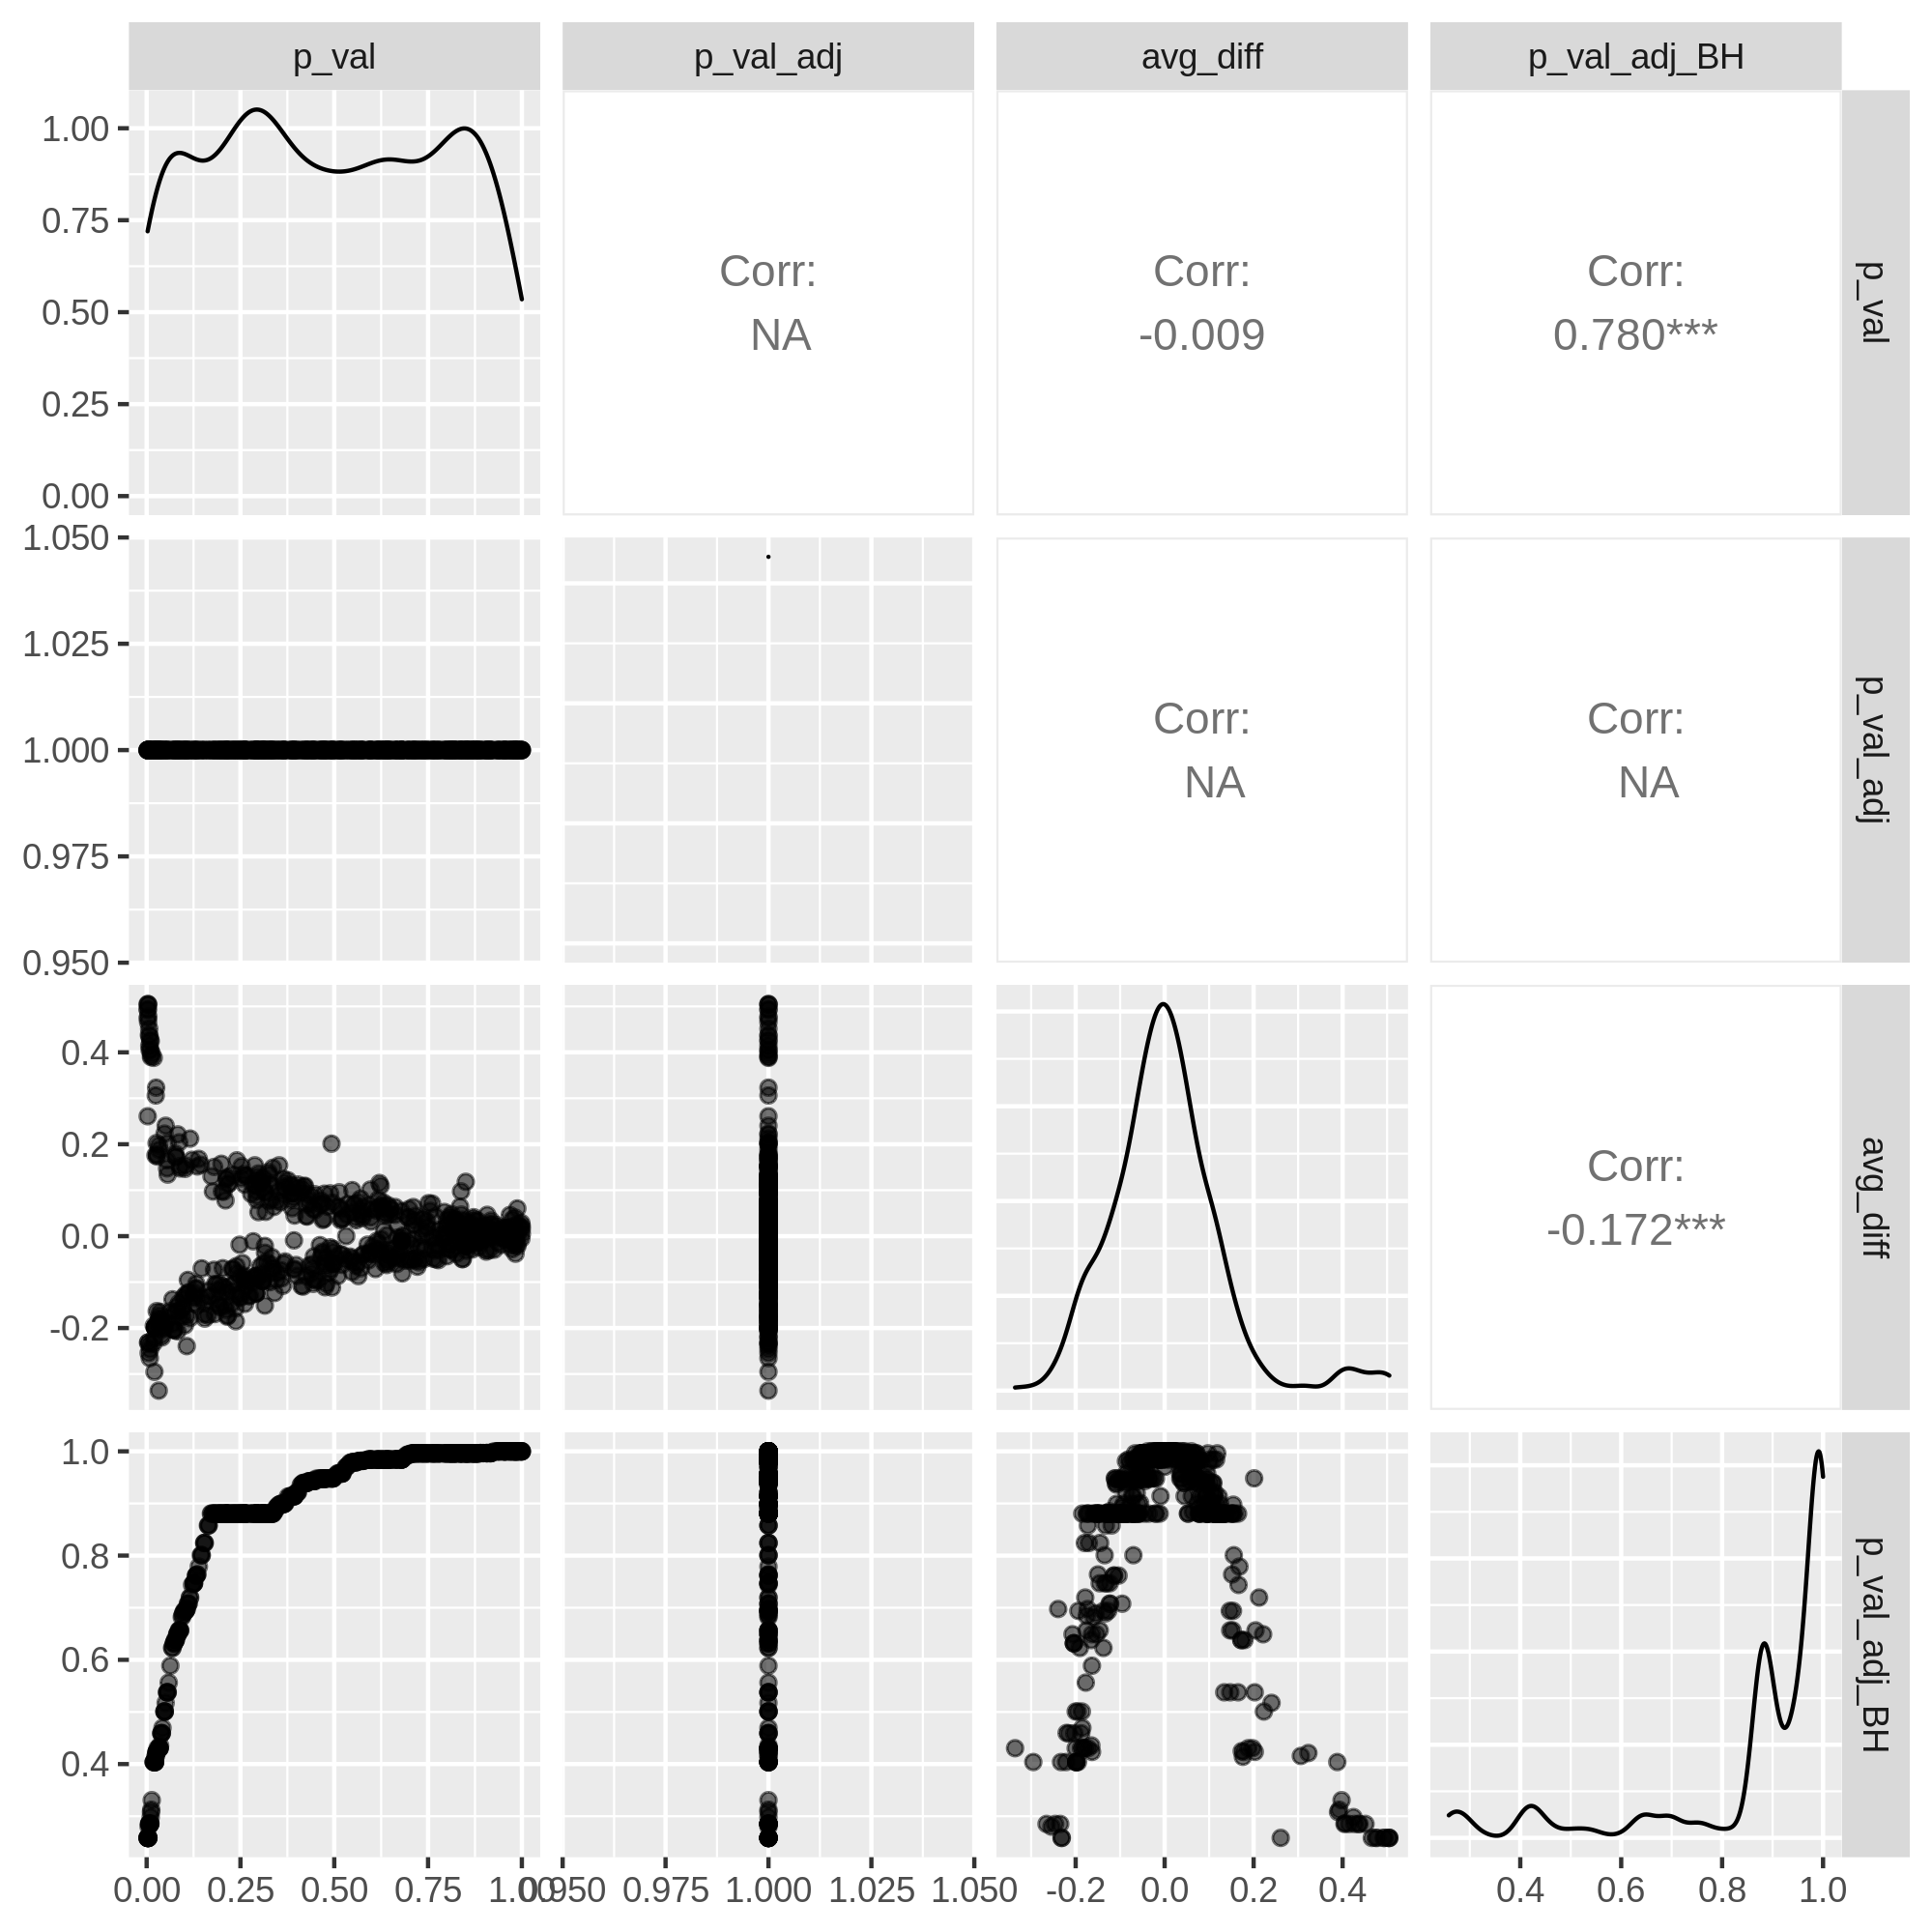 p_val
p_val_adj
avg_diff
p_val_adj_BH
1.00
0.75
0.50
0.25
0.00
Corr:
NA
Corr:
-0.009
Corr:
0.780***
p_val
1.050
1.025
1.000
0.975
0.950
Corr:
NA
Corr:
NA
p_val_adj
0.4
0.2
0.0
-0.2
Corr:
-0.172***
avg_diff
1.0
0.8
0.6
0.4
p_val_adj_BH
0.00 0.25 0.50 0.75 1.00
0.950 0.975 1.000 1.025 1.050
-0.2 0.0 0.2 0.4
0.4 0.6 0.8 1.0